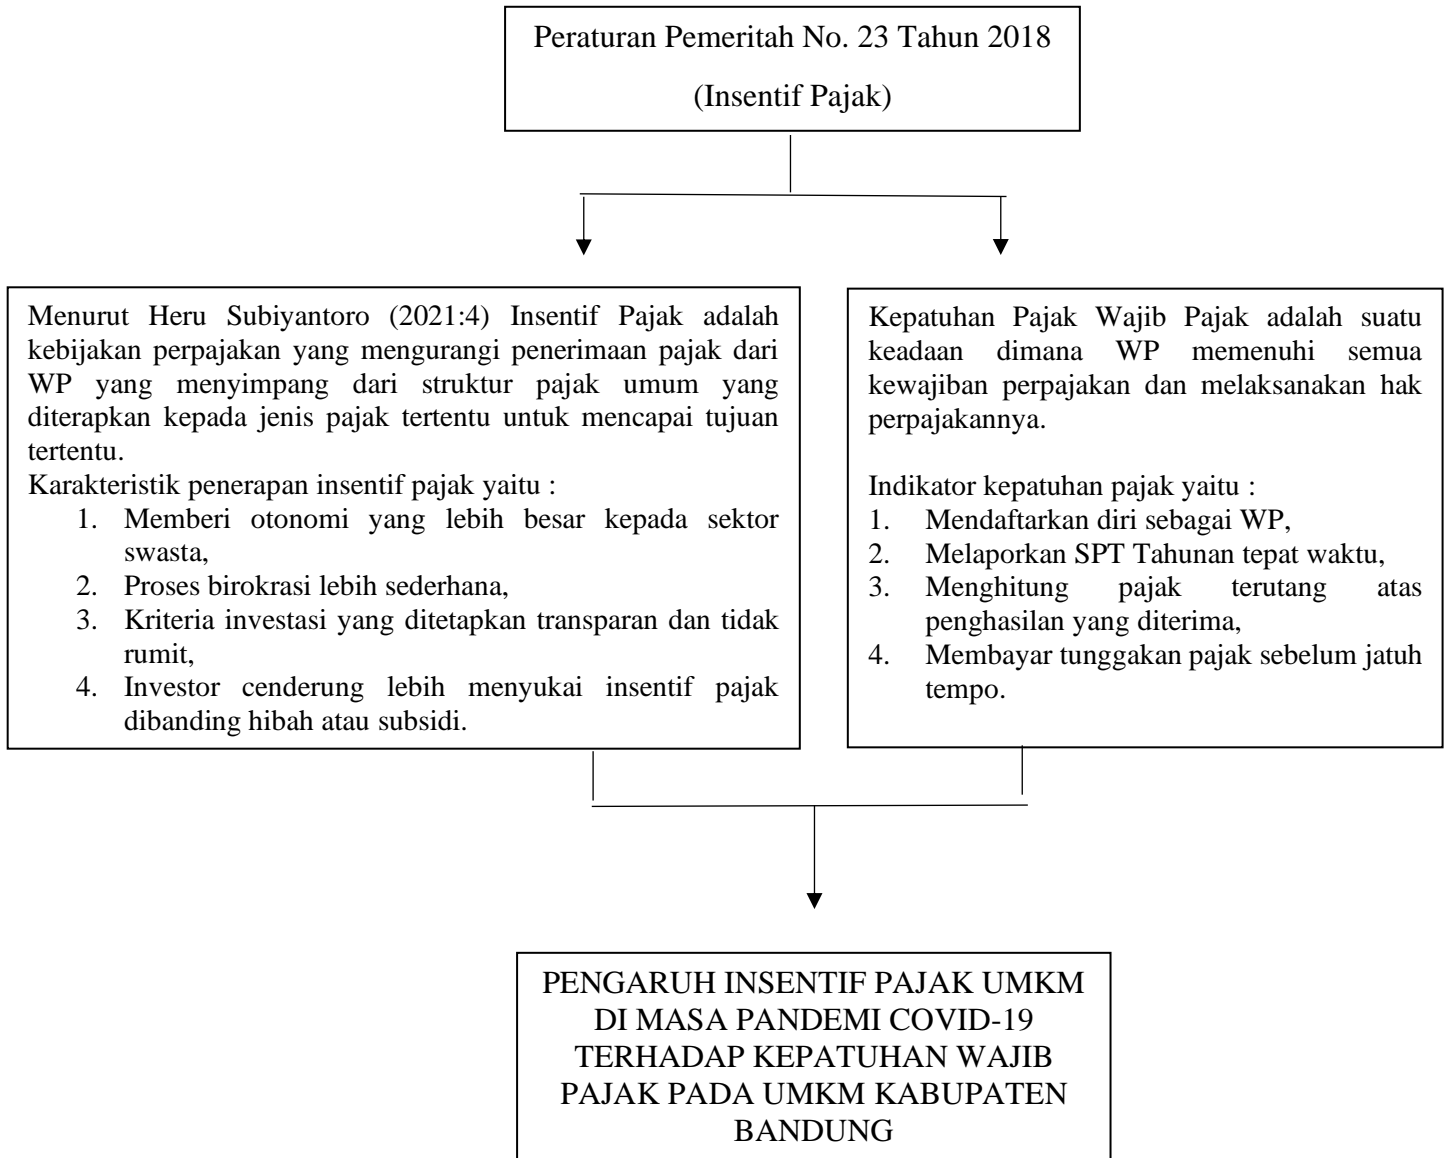 Peraturan Pemeritah No. 23 Tahun 2018
(Insentif Pajak)
Menurut Heru Subiyantoro (2021:4) Insentif Pajak adalah
kebijakan perpajakan yang mengurangi penerimaan pajak dari
WP yang menyimpang dari struktur pajak umum yang
diterapkan kepada jenis pajak tertentu untuk mencapai tujuan
tertentu.
Karakteristik penerapan insentif pajak yaitu :
1. Memberi otonomi yang lebih besar kepada sektor
swasta,
2. Proses birokrasi lebih sederhana,
3. Kriteria investasi yang ditetapkan transparan dan tidak
rumit,
4. Investor cenderung lebih menyukai insentif pajak
dibanding hibah atau subsidi.
Kepatuhan Pajak Wajib Pajak adalah suatu
keadaan dimana WP memenuhi semua
kewajiban perpajakan dan melaksanakan hak
perpajakannya.
Indikator kepatuhan pajak yaitu :
1. Mendaftarkan diri sebagai WP,
2. Melaporkan SPT Tahunan tepat waktu,
3. Menghitung pajak terutang atas
penghasilan yang diterima,
4. Membayar tunggakan pajak sebelum jatuh
tempo.
PENGARUH INSENTIF PAJAK UMKM
DI MASA PANDEMI COVID-19
TERHADAP KEPATUHAN WAJIB
PAJAK PADA UMKM KABUPATEN
BANDUNG